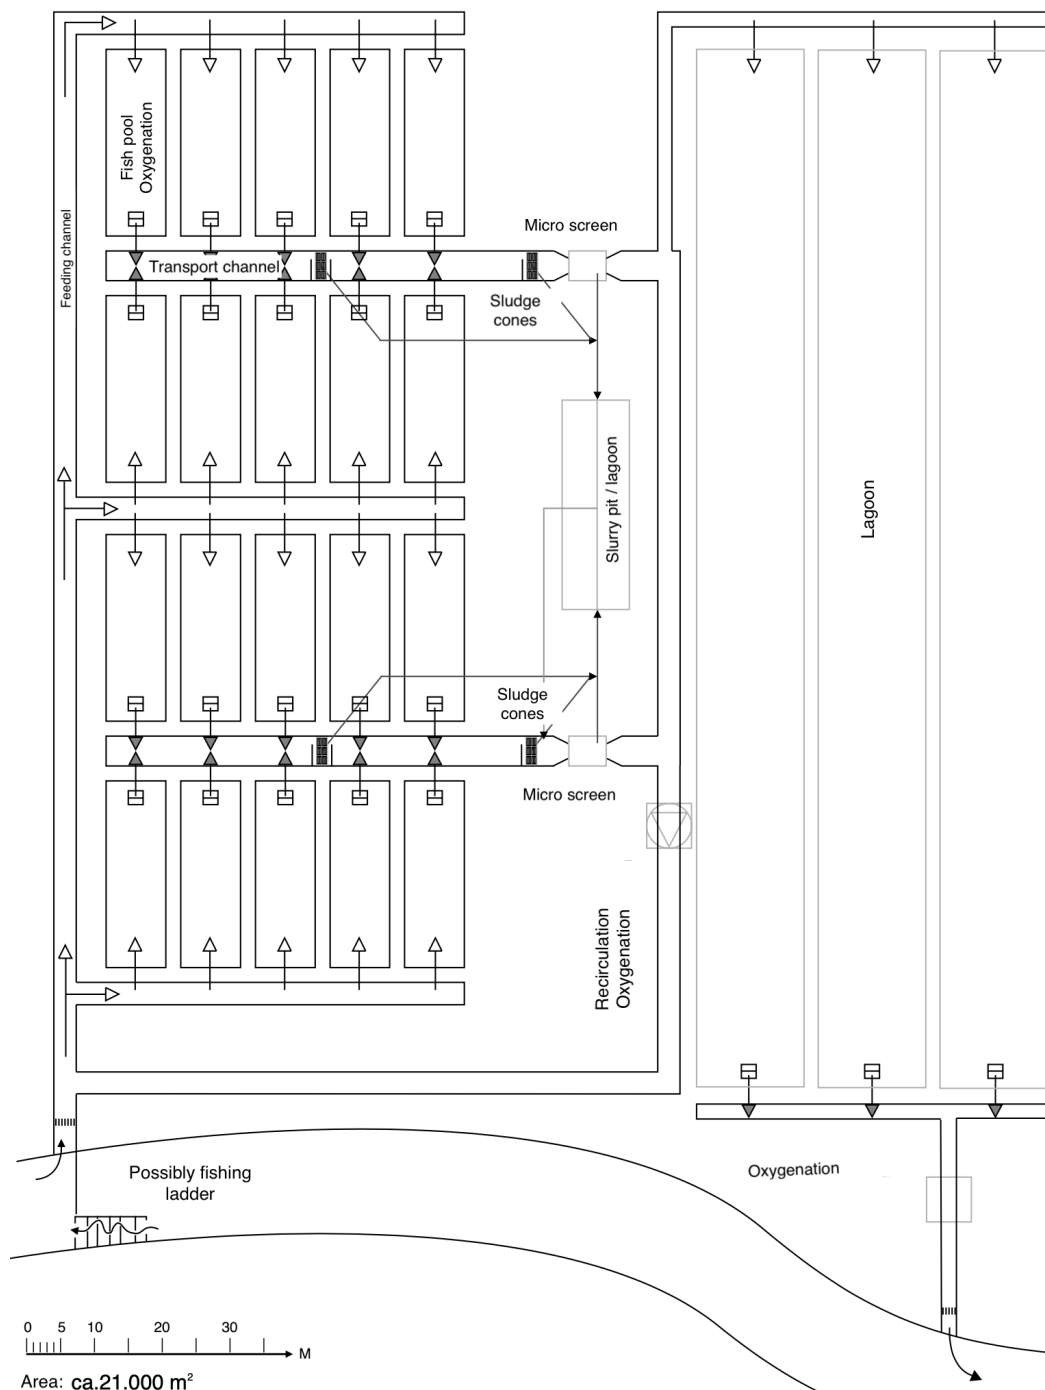 Fish pool
Oxygenation
Feeding channel
Transport channel
Micro screen
Sludge
cones
Slurry pit / lagoon
Lagoon
Sludge
cones
Micro screen
Recirculation
Oxygenation
Possibly fishing
ladder
Oxygenation
0 5 10 20 30
M
Area: ca.21.000 m²